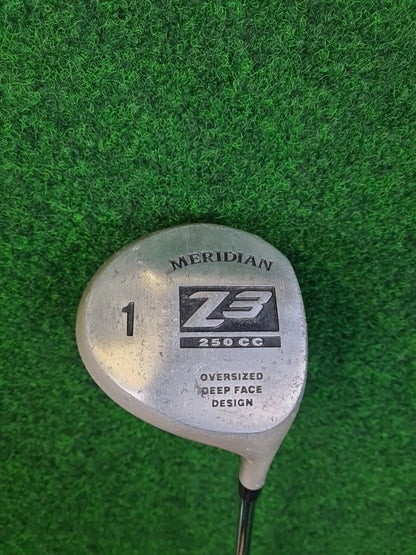 MERIDIAN
1
Z3
250 CC
OVERSIZED
DEEP FACE
DESIGN